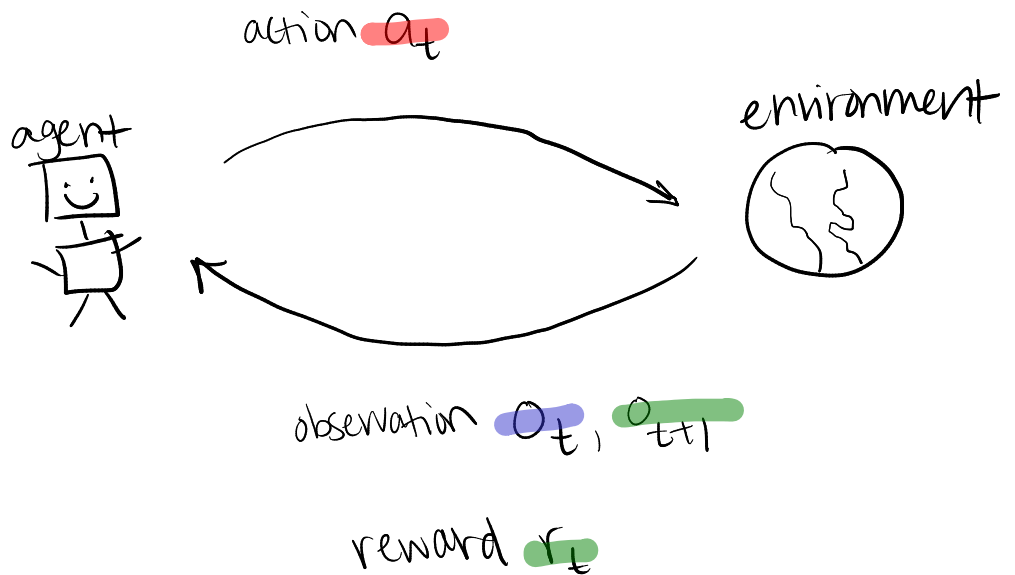 action a_t
environment
agent
observation o_t, o_t+1
reward r_t